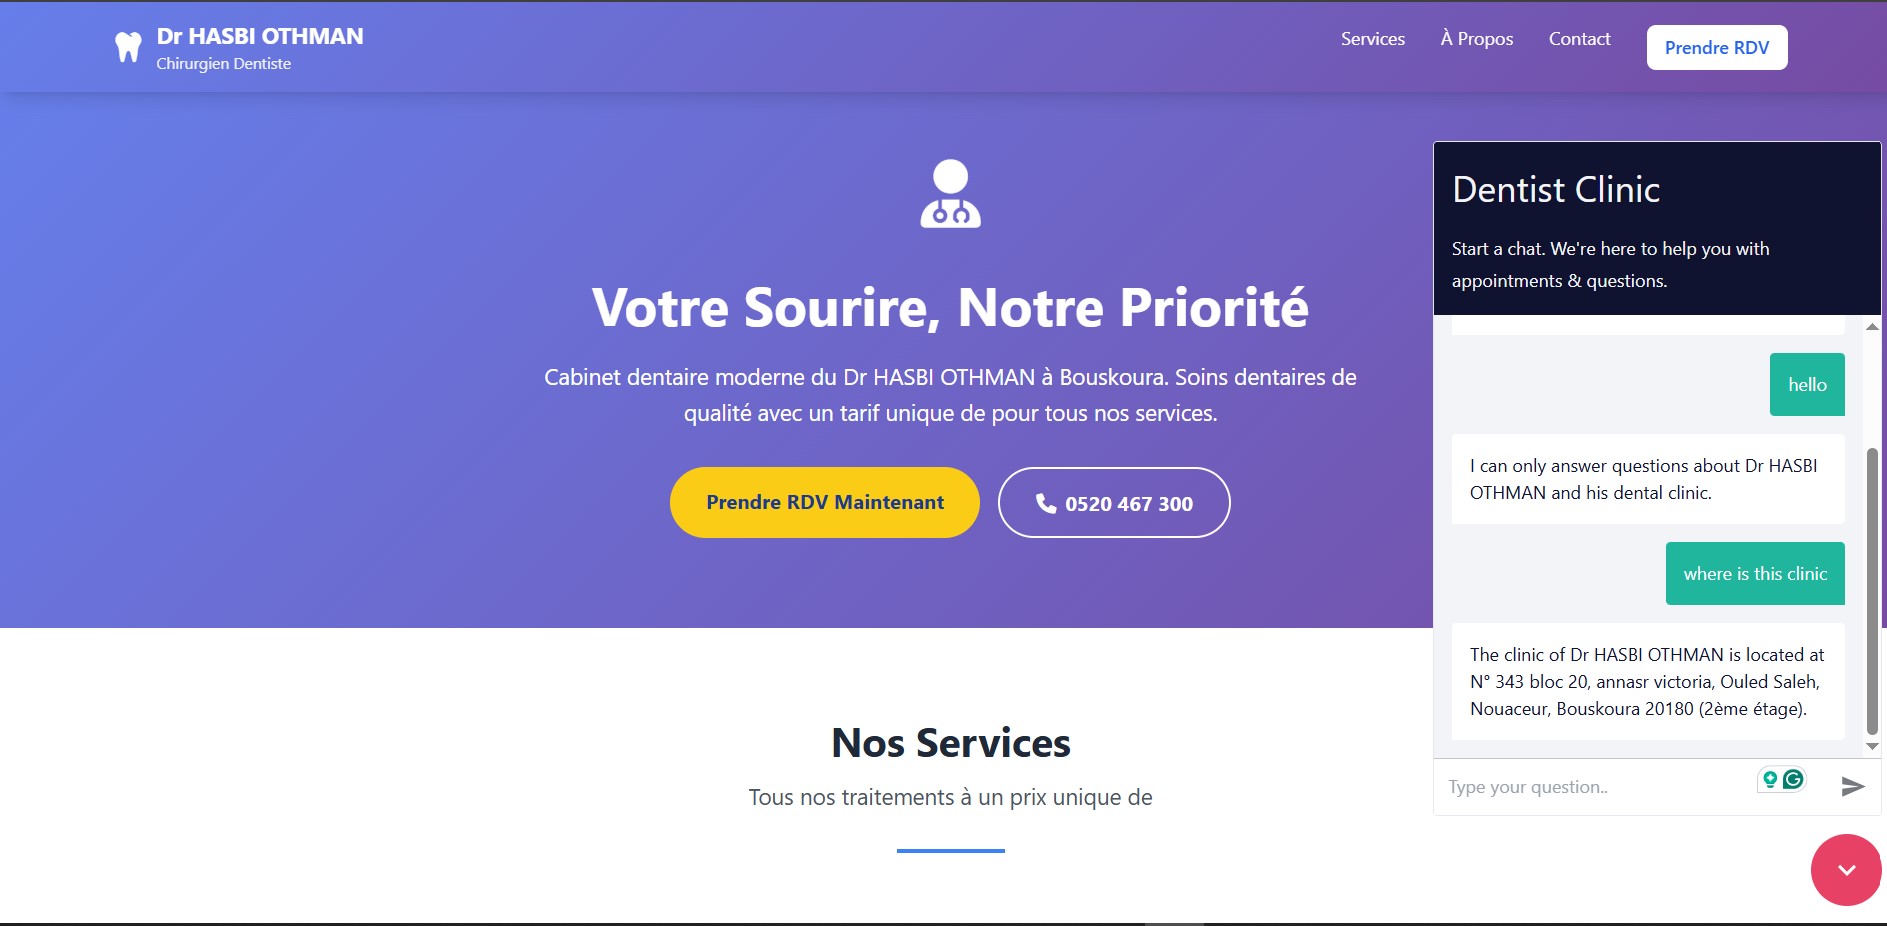 Dr HASBI OTHMAN
Chirurgien Dentiste
Services
À Propos
Contact
Prendre RDV
Votre Sourire, Notre Priorité
Cabinet dentaire moderne du Dr HASBI OTHMAN à Bouskoura. Soins dentaires de
qualité avec un tarif unique de pour tous nos services.
Prendre RDV Maintenant
0520 467 300
Nos Services
Tous nos traitements à un prix unique de
Dentist Clinic
Start a chat. We're here to help you with
appointments & questions.
hello
I can only answer questions about Dr HASBI
OTHMAN and his dental clinic.
where is this clinic
The clinic of Dr HASBI OTHMAN is located at
N° 343 bloc 20, annasr victoria, Ouled Saleh,
Nouaceur, Bouskoura 20180 (2ème étage).
Type your question..